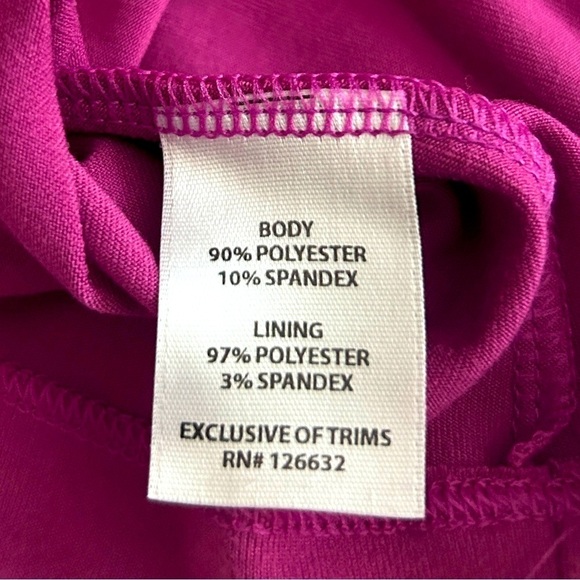 BODY
90% POLYESTER
10% SPANDEX
LINING
97% POLYESTER
3% SPANDEX
EXCLUSIVE OF TRIMS
RN# 126632